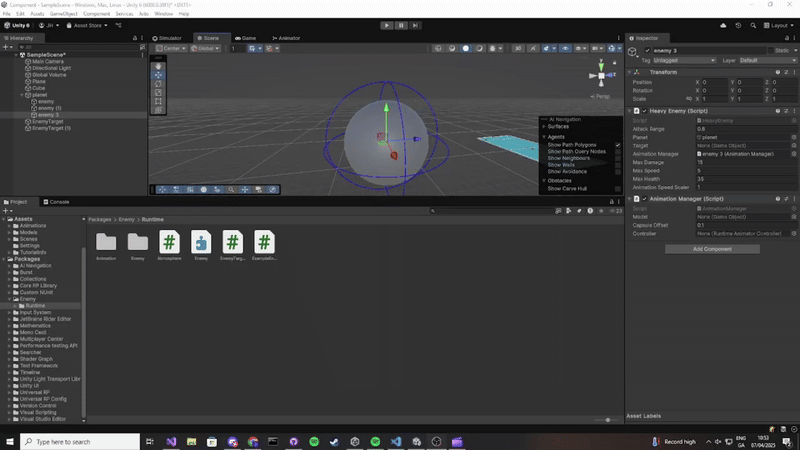 Component - SampleScene - Windows, Mac, Linux - Unity 6
File Edit Assets GameObject Component Services Jobs Window Help
Unity 6 JH Asset Store Layout
Hierarchy
All
SampleScene*
Main Camera
Directional Light
Global Volume
Plane
Cube
planet
enemy
enemy (1)
enemy 3
EnemyTarget
EnemyTarget (1)
Simulator Scene Game Animator
Center Global 1 2D
y
x
Persp
AI Navigation
Surfaces
Agents
Show Path Polygons
Show Path Query Nodes
Show Neighbours
Show Walls
Show Avoidance
Obstacles
Show Carve Hull
Inspector
enemy 3 Static
Tag Untagged Layer Default
Transform
Position X 0 Y 0 Z 0
Rotation X 0 Y 0 Z 0
Scale X 1 Y 1 Z 1
Heavy Enemy (Script)
Script HeavyEnemy
Attack Range 0.8
Planet planet
Target None (Game Object)
Animation Manager enemy 3 (Animation Manager)
Max Damage 15
Max Speed 5
Max Health 35
Animation Speed Scaler 1
Animation Manager (Script)
Script AnimationManager
Model None (Game Object)
Capsule Offset 0.1
Controller None (Runtime Animator Controller)
Add Component
Asset Labels
Project Console
Assets
Animations
Models
Scenes
Settings
TutorialInfo
Packages
AI Navigation
Burst
Collections
Core RP Library
Custom NUnit
Enemy
Runtime
Input System
JetBrains Rider Editor
Mathematics
Mono Cecil
Multiplayer Center
Performance testing API
Searcher
Shader Graph
Test Framework
Timeline
Unity Light Transport Libr
Unity UI
Universal RP
Universal RP Config
Version Control
Visual Scripting
Visual Studio Editor
Packages > Enemy > Runtime
23
Animation Enemy Atmosphere Enemy EnemyTarg... ExampleEn...
Type here to search
Record high
ENG
GA
10:53
07/04/2025